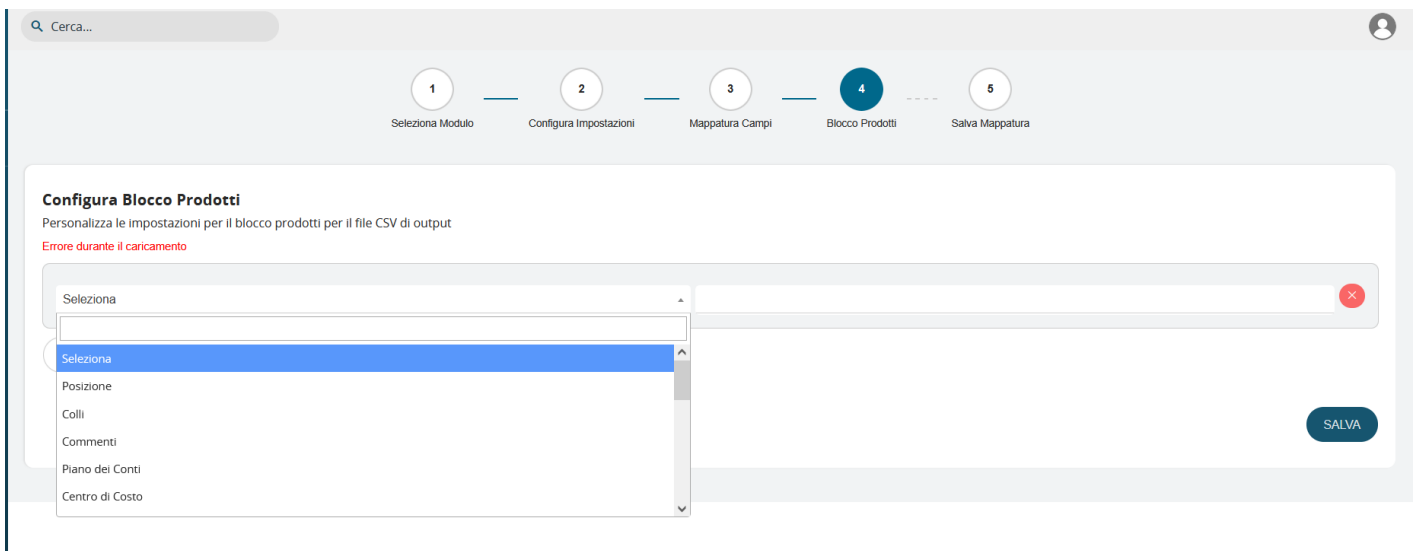 Cerca...
1
2
3
4
5
Seleziona Modulo
Configura Impostazioni
Mappatura Campi
Blocco Prodotti
Salva Mappatura
Configura Blocco Prodotti
Personalizza le impostazioni per il blocco prodotti per il file CSV di output
Errore durante il caricamento
Seleziona
Seleziona
Posizione
Colli
Commenti
Piano dei Conti
Centro di Costo
SALVA